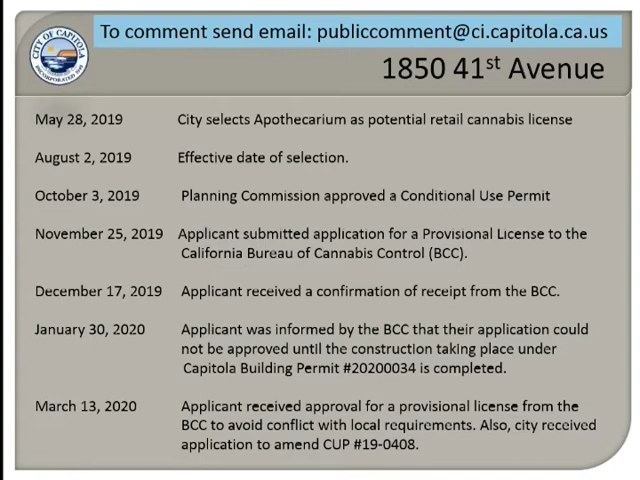 To comment send email: publiccomment@ci.capitola.ca.us
CITY OF CAPITOLA
INCORPORATED 1949
1850 41st Avenue
May 28, 2019 City selects Apothecarium as potential retail cannabis license
August 2, 2019 Effective date of selection.
October 3, 2019 Planning Commission approved a Conditional Use Permit
November 25, 2019 Applicant submitted application for a Provisional License to the
California Bureau of Cannabis Control (BCC).
December 17, 2019 Applicant received a confirmation of receipt from the BCC.
January 30, 2020 Applicant was informed by the BCC that their application could
not be approved until the construction taking place under
Capitola Building Permit #20200034 is completed.
March 13, 2020 Applicant received approval for a provisional license from the
BCC to avoid conflict with local requirements. Also, city received
application to amend CUP #19-0408.